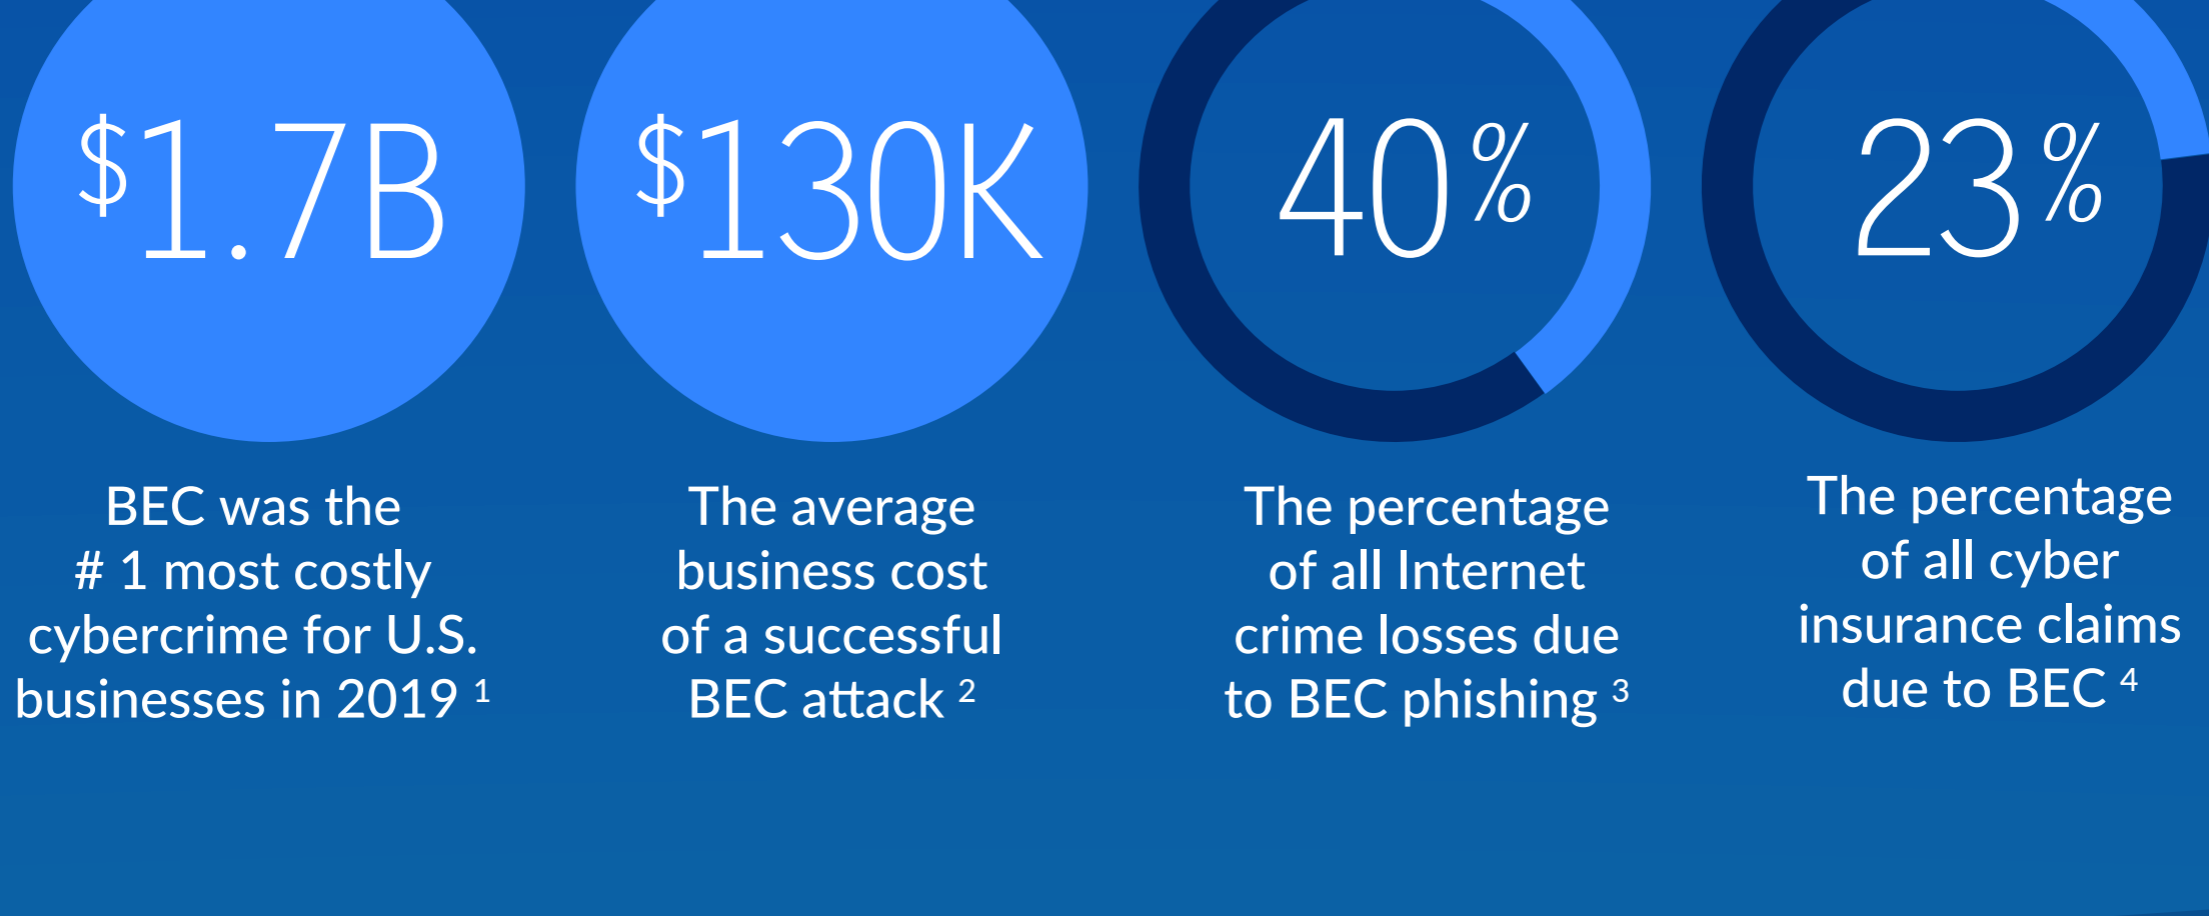 $1.7B
BEC was the
# 1 most costly
cybercrime for U.S.
businesses in 2019 1
$130K
The average
business cost
of a successful
BEC attack 2
40%
The percentage
of all Internet
crime losses due
to BEC phishing 3
23%
The percentage
of all cyber
insurance claims
due to BEC 4